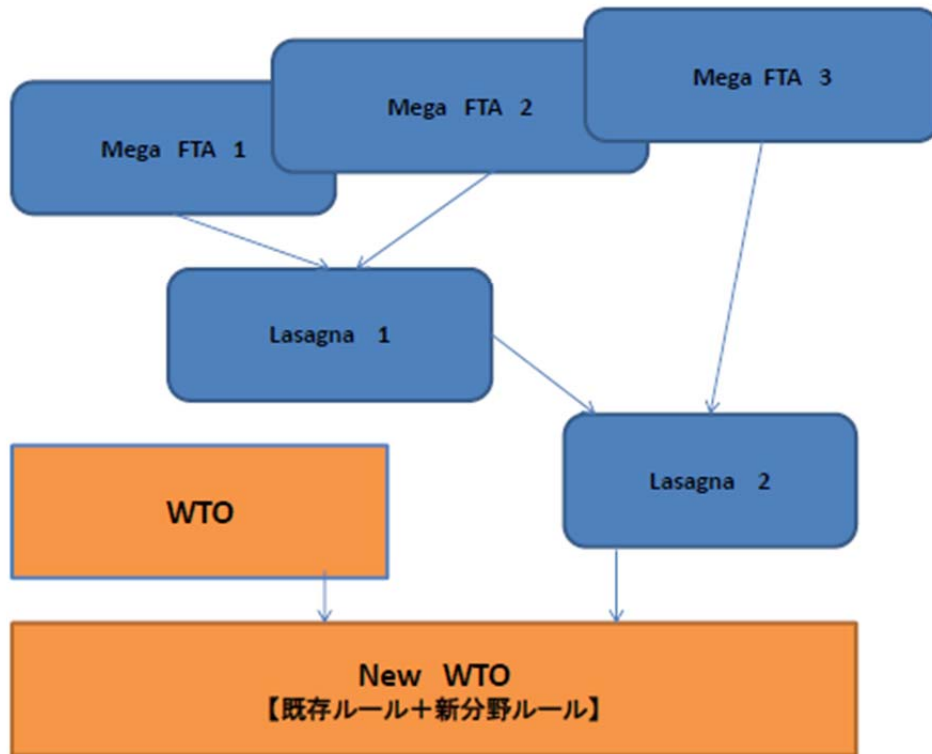 Mega FTA 1
Mega FTA 2
Mega FTA 3
Lasagna 1
Lasagna 2
WTO
New WTO
【既存ルール＋新分野ルール】